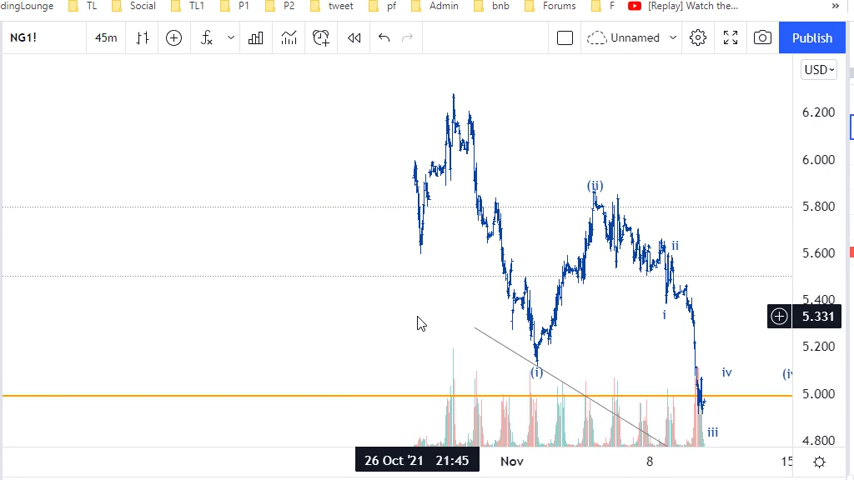 dingLounge TL Social TL1 P1 P2 tweet pf Admin bnb Forums F [Replay] Watch the... »
NG1! 45m fx Unnamed Publish
USD
6.200
6.000
5.800
5.600
5.400
5.331
5.200
5.000
4.800
(ii)
ii
i
(i)
iv
(iv
iii
26 Oct '21 21:45 Nov 8 15